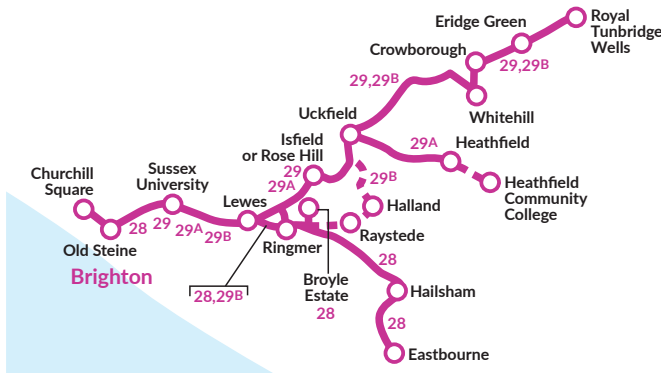 Royal
Tunbridge
Wells
Eridge Green
Crowborough
29,29B
29,29B
Whitehill
Uckfield
29A
Heathfield
Isfield
or Rose Hill
29
29A
29B
Heathfield
Community
College
Churchill
Square
Sussex
University
Lewes
Halland
Raystede
28
29
29A
29B
Old Steine
Ringmer
Brighton
28
28,29B
Broyle
Estate
28
Hailsham
28
Eastbourne